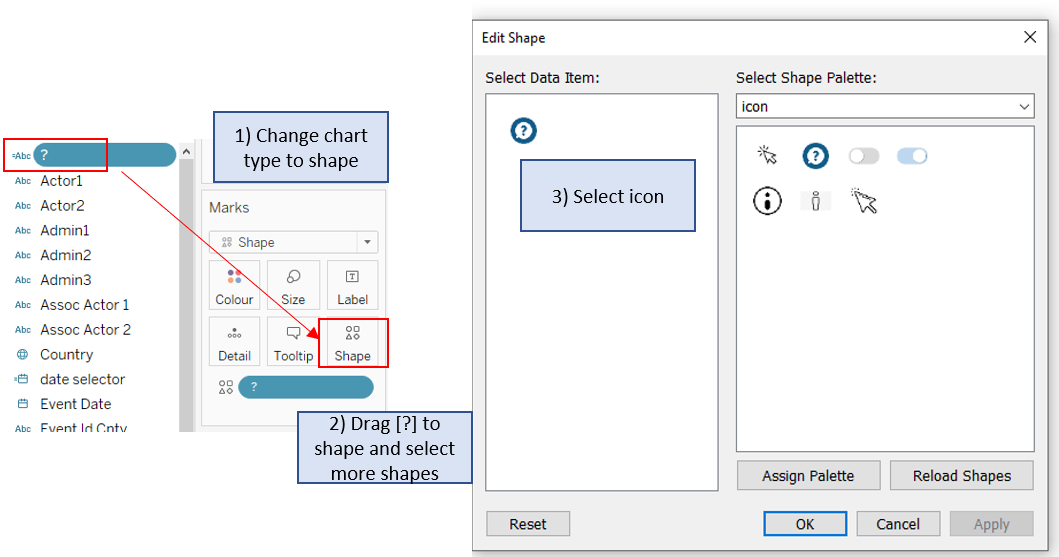 =Abc ?
Abc Actor1
Abc Actor2
Abc Admin1
Abc Admin2
Abc Admin3
Abc Assoc Actor 1
Abc Assoc Actor 2
Country
date selector
Event Date
Abc Event Id Cnty
1) Change chart
type to shape
Marks
Shape
Colour Size Label
Detail Tooltip Shape
?
2) Drag [?] to
shape and select
more shapes
Edit Shape
Select Data Item:
?
3) Select icon
Reset
Select Shape Palette:
icon
?
Assign Palette Reload Shapes
OK Cancel Apply